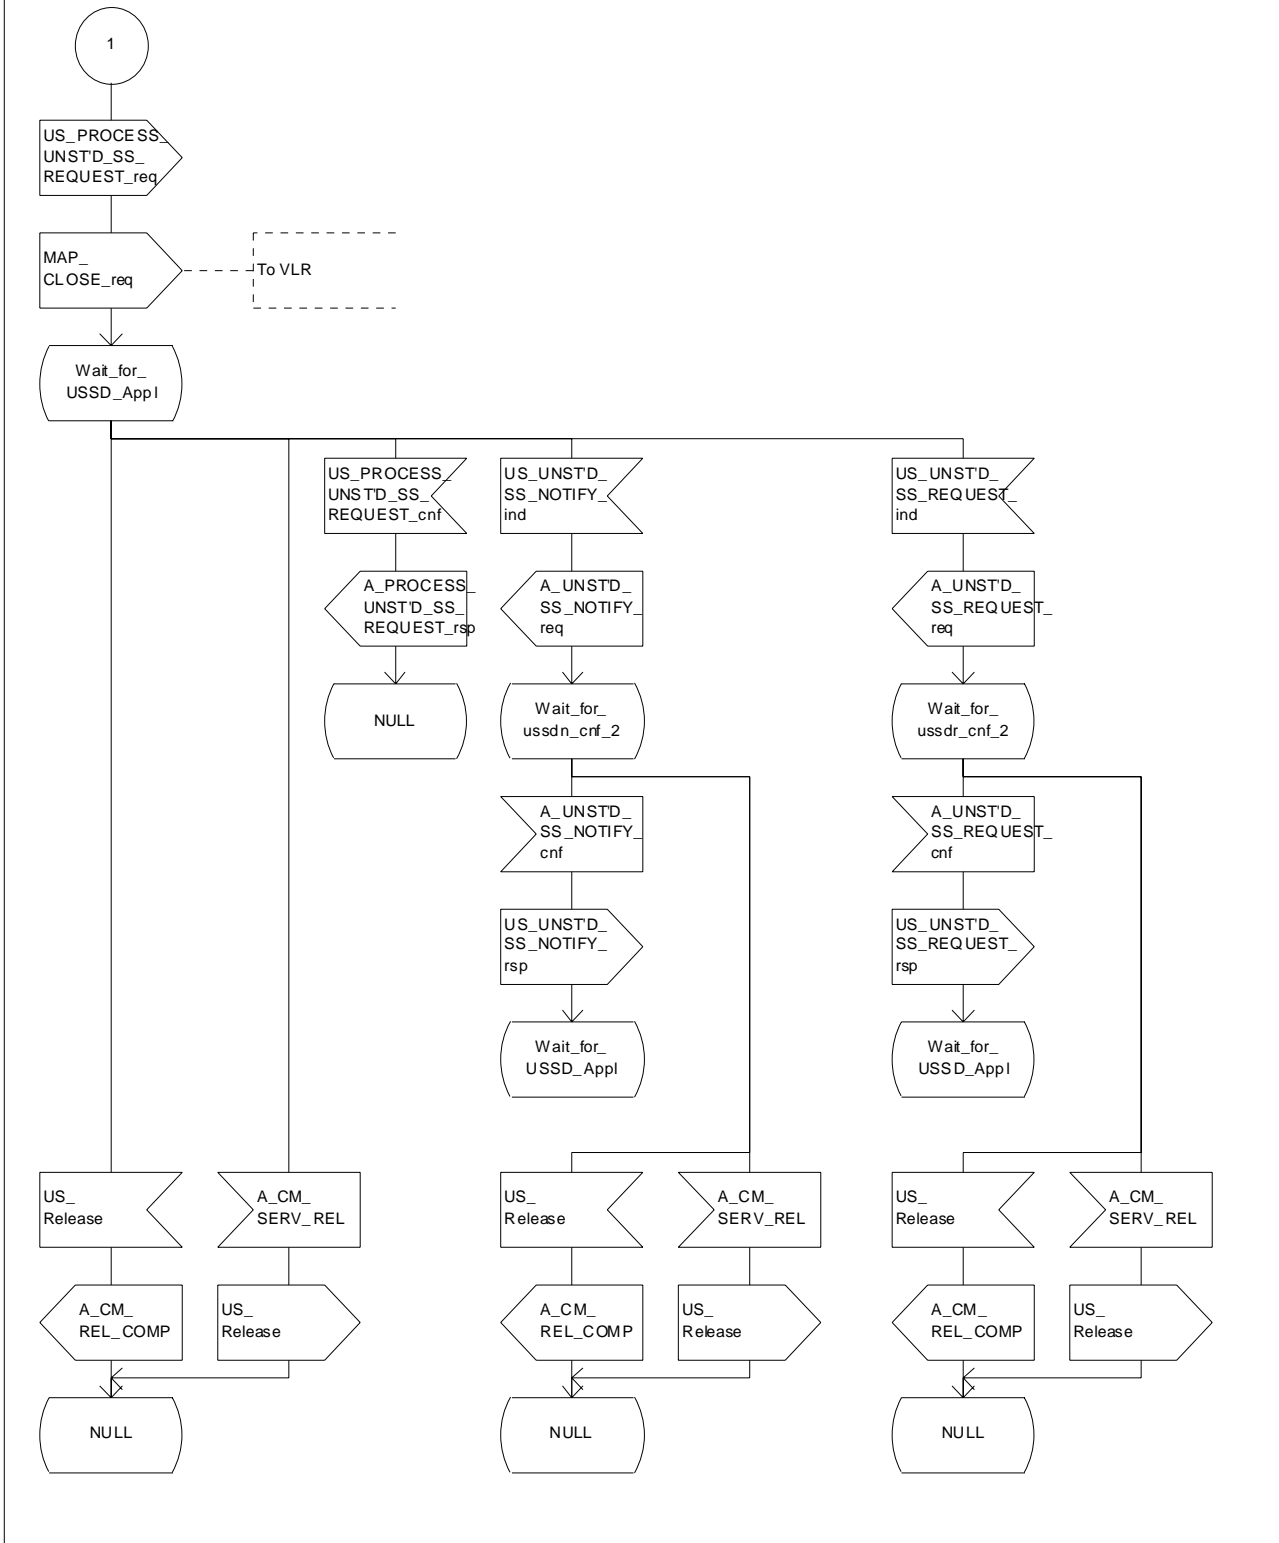 1
US_PROCESS_
UNST'D_SS_
REQUEST_req
MAP_
CLOSE_req
To VLR
Wait_for_
USSD_Appl
US_PROCESS_
UNST'D_SS_
REQUEST_cnf
US_UNST'D_
SS_NOTIFY_
ind
US_UNST'D_
SS_REQUEST_
ind
A_PROCESS_
UNST'D_SS_
REQUEST_rsp
A_UNST'D_
SS_NOTIFY_
req
A_UNST'D_
SS_REQUEST_
req
NULL
Wait_for_
ussdn_cnf_2
Wait_for_
ussdr_cnf_2
A_UNST'D_
SS_NOTIFY_
cnf
A_UNST'D_
SS_REQUEST_
cnf
US_UNST'D_
SS_NOTIFY_
rsp
US_UNST'D_
SS_REQUEST_
rsp
Wait_for_
USSD_Appl
Wait_for_
USSD_Appl
US_
Release
A_CM_
SERV_REL
US_
Release
A_CM_
SERV_REL
US_
Release
A_CM_
SERV_REL
A_CM_
REL_COMP
US_
Release
A_CM_
REL_COMP
US_
Release
A_CM_
REL_COMP
US_
Release
NULL
NULL
NULL